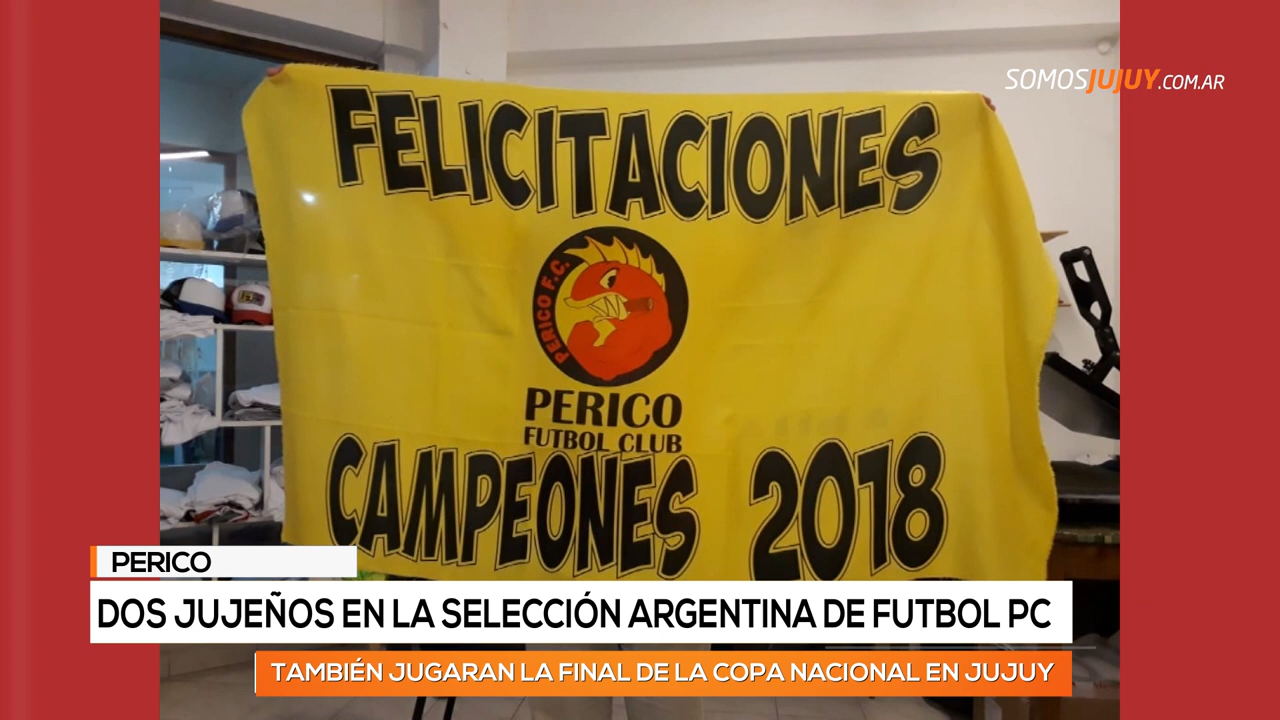 SOMOSJUJUY.COM.AR
FELICITACIONES
PERICO F.C.
PERICO
FUTBOL CLUB
CAMPEONES 2018
PERICO
DOS JUJEÑOS EN LA SELECCIÓN ARGENTINA DE FUTBOL PC
TAMBIÉN JUGARAN LA FINAL DE LA COPA NACIONAL EN JUJUY